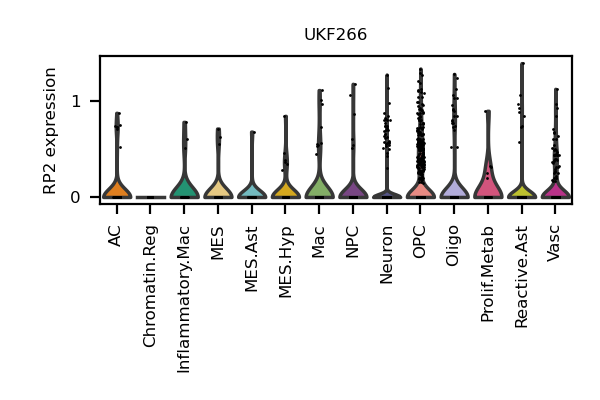 UKF266
RP2 expression
1
0
AC
Chromatin.Reg
Inflammatory.Mac
MES
MES.Ast
MES.Hyp
Mac
NPC
Neuron
OPC
Oligo
Prolif.Metab
Reactive.Ast
Vasc